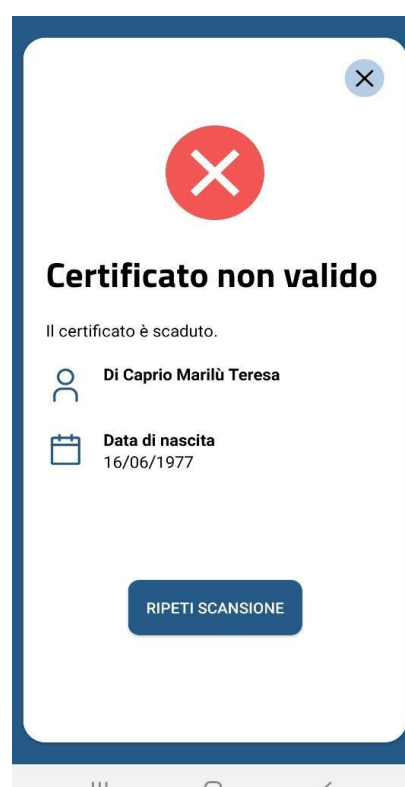 Certificato non valido
Il certificato è scaduto.
Di Caprio Marilù Teresa
Data di nascita
16/06/1977
RIPETI SCANSIONE